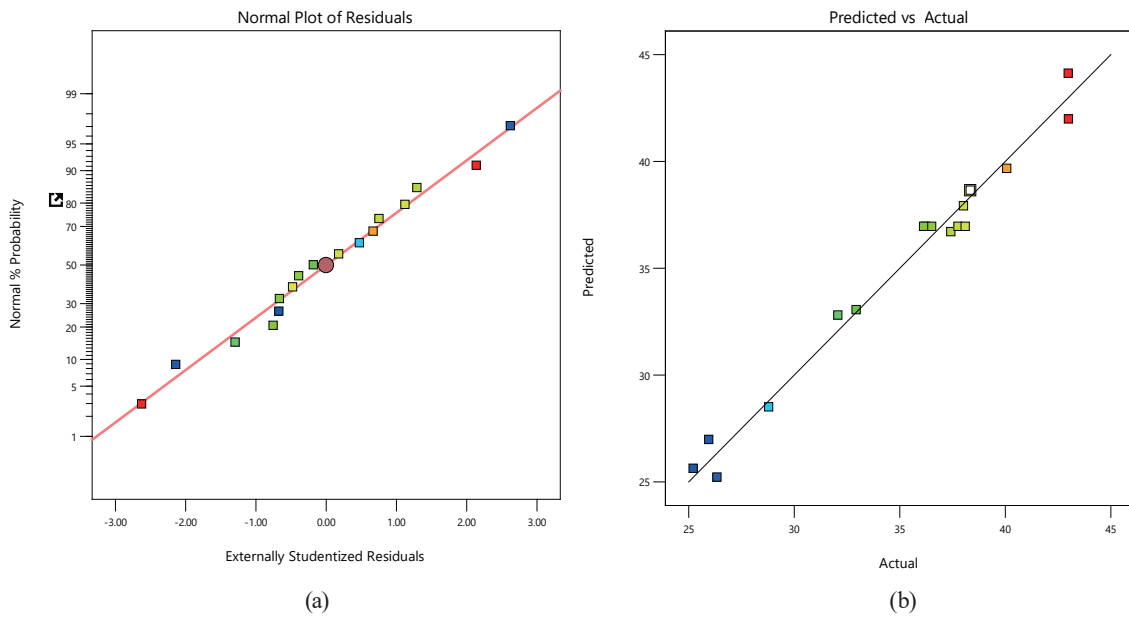 Normal Plot of Residuals
Normal % Probability
99
95
90
80
70
50
30
20
10
5
1
-3.00 -2.00 -1.00 0.00 1.00 2.00 3.00
Externally Studentized Residuals
(a)
Predicted vs Actual
Predicted
45
40
35
30
25
25 30 35 40 45
Actual
(b)